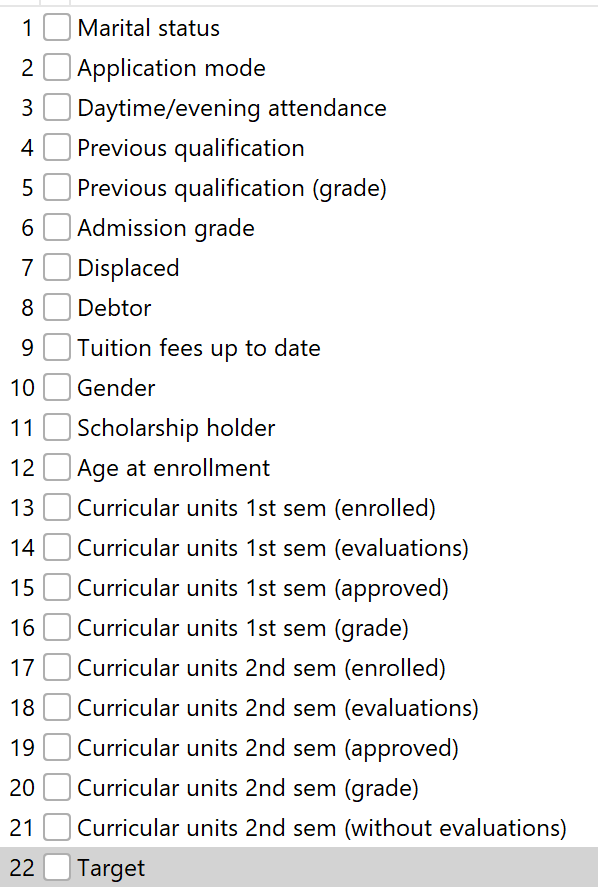 1 Marital status
2 Application mode
3 Daytime/evening attendance
4 Previous qualification
5 Previous qualification (grade)
6 Admission grade
7 Displaced
8 Debtor
9 Tuition fees up to date
10 Gender
11 Scholarship holder
12 Age at enrollment
13 Curricular units 1st sem (enrolled)
14 Curricular units 1st sem (evaluations)
15 Curricular units 1st sem (approved)
16 Curricular units 1st sem (grade)
17 Curricular units 2nd sem (enrolled)
18 Curricular units 2nd sem (evaluations)
19 Curricular units 2nd sem (approved)
20 Curricular units 2nd sem (grade)
21 Curricular units 2nd sem (without evaluations)
22 Target